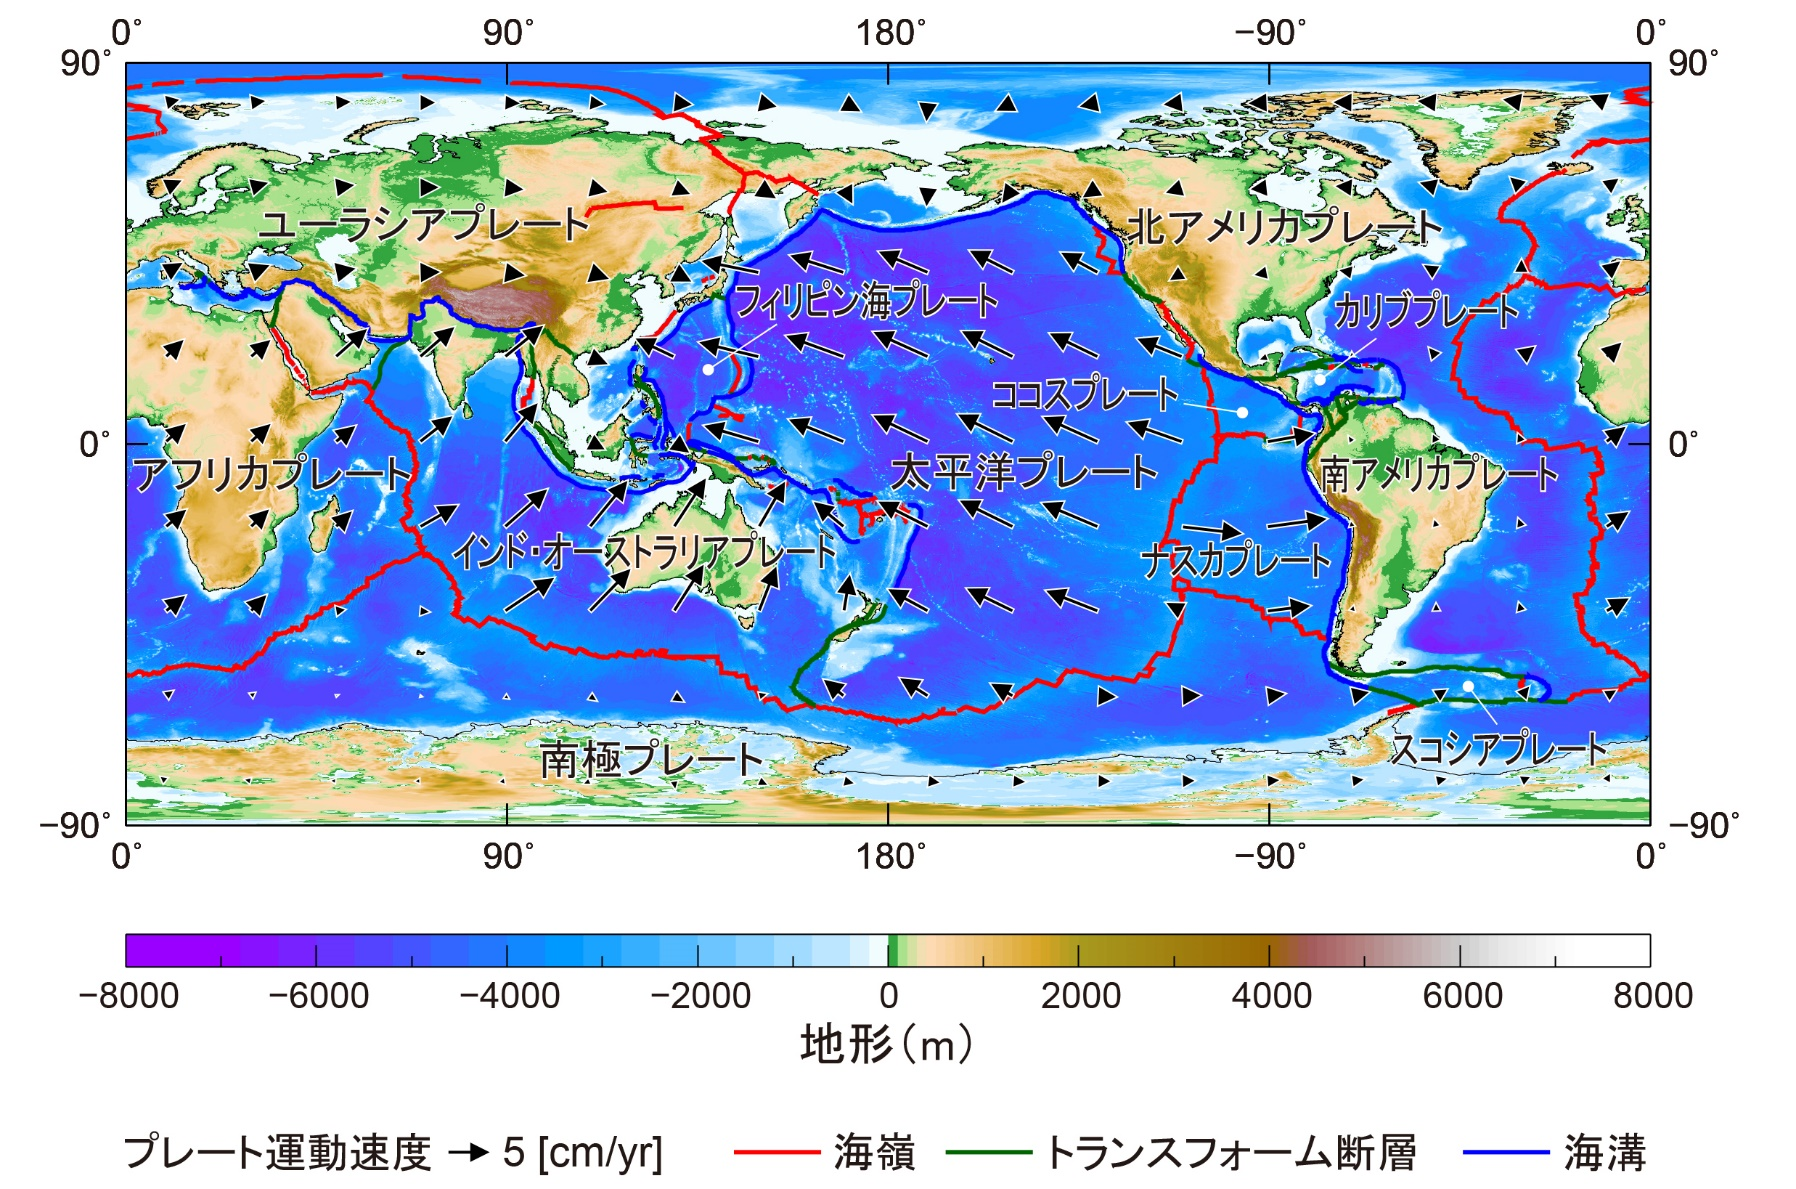 0° 90° 180° −90° 0°
90° 90°
ユーラシアプレート 北アメリカプレート
フィリピン海プレート カリブプレート
ココスプレート
0° 0°
アフリカプレート 太平洋プレート 南アメリカプレート
インド・オーストラリアプレート ナスカプレート
南極プレート スコシアプレート
−90° −90°
0° 90° 180° −90° 0°
−8000 −6000 −4000 −2000 0 2000 4000 6000 8000
地形（m）
プレート運動速度 5 [cm/yr] 海嶺 トランスフォーム断層 海溝